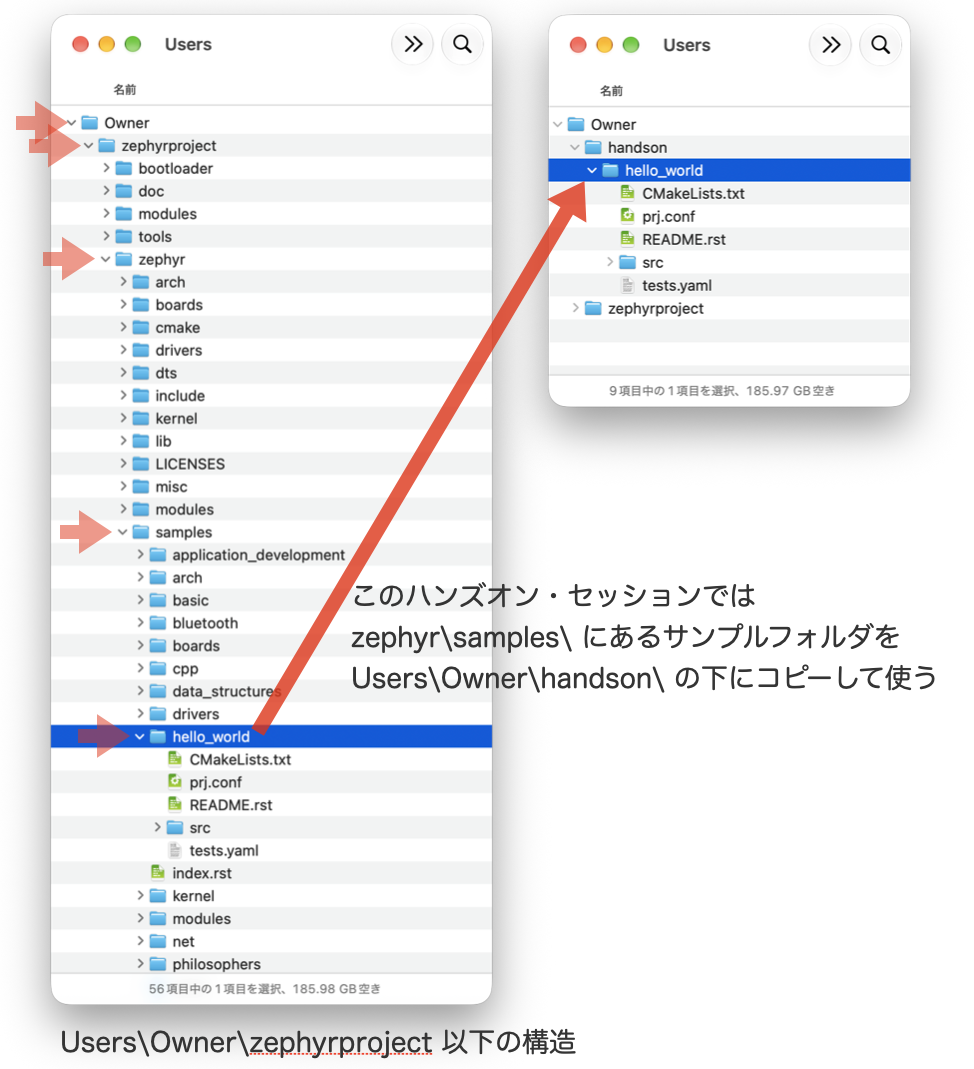 Users
名前
Owner
zephyrproject
bootloader
doc
modules
tools
zephyr
arch
boards
cmake
drivers
dts
include
kernel
lib
LICENSES
misc
modules
samples
application_development
arch
basic
bluetooth
boards
cpp
data_structures
drivers
hello_world
CMakeLists.txt
prj.conf
README.rst
src
tests.yaml
index.rst
kernel
modules
net
philosophers
56項目中の1項目を選択、185.98 GB空き
Users
名前
Owner
handson
hello_world
CMakeLists.txt
prj.conf
README.rst
src
tests.yaml
zephyrproject
9項目中の1項目を選択、185.97 GB空き
このハンズオン・セッションでは
zephyr\samples\ にあるサンプルフォルダを
Users\Owner\handson\ の下にコピーして使う
Users\Owner\zephyrproject 以下の構造